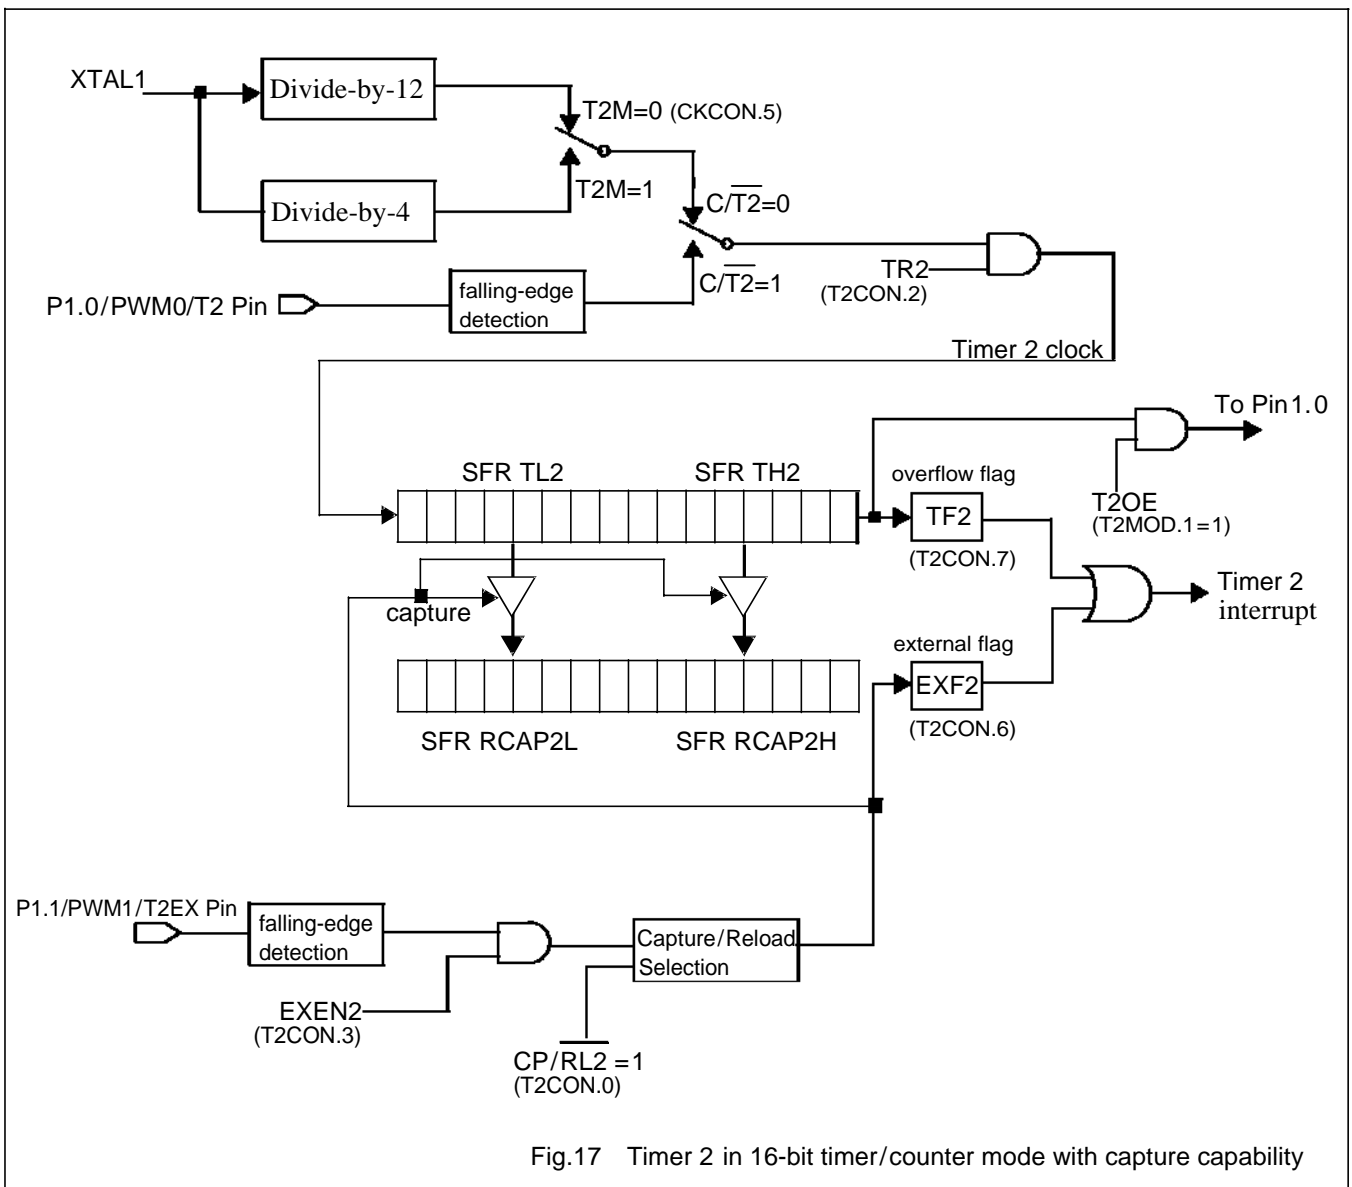 XTAL1
Divide-by-12
T2M=0 (CKCON.5)
T2M=1
Divide-by-4
C/T2=0
C/T2=1
TR2
(T2CON.2)
P1.0/PWM0/T2 Pin
falling-edge
detection
Timer 2 clock
To Pin1.0
SFR TL2
SFR TH2
overflow flag
TF2
(T2CON.7)
T2OE
(T2MOD.1=1)
capture
Timer 2
interrupt
external flag
EXF2
(T2CON.6)
SFR RCAP2L
SFR RCAP2H
P1.1/PWM1/T2EX Pin
falling-edge
detection
Capture/Reload
Selection
EXEN2
(T2CON.3)
CP/RL2 =1
(T2CON.0)
Fig.17 Timer 2 in 16-bit timer/counter mode with capture capability